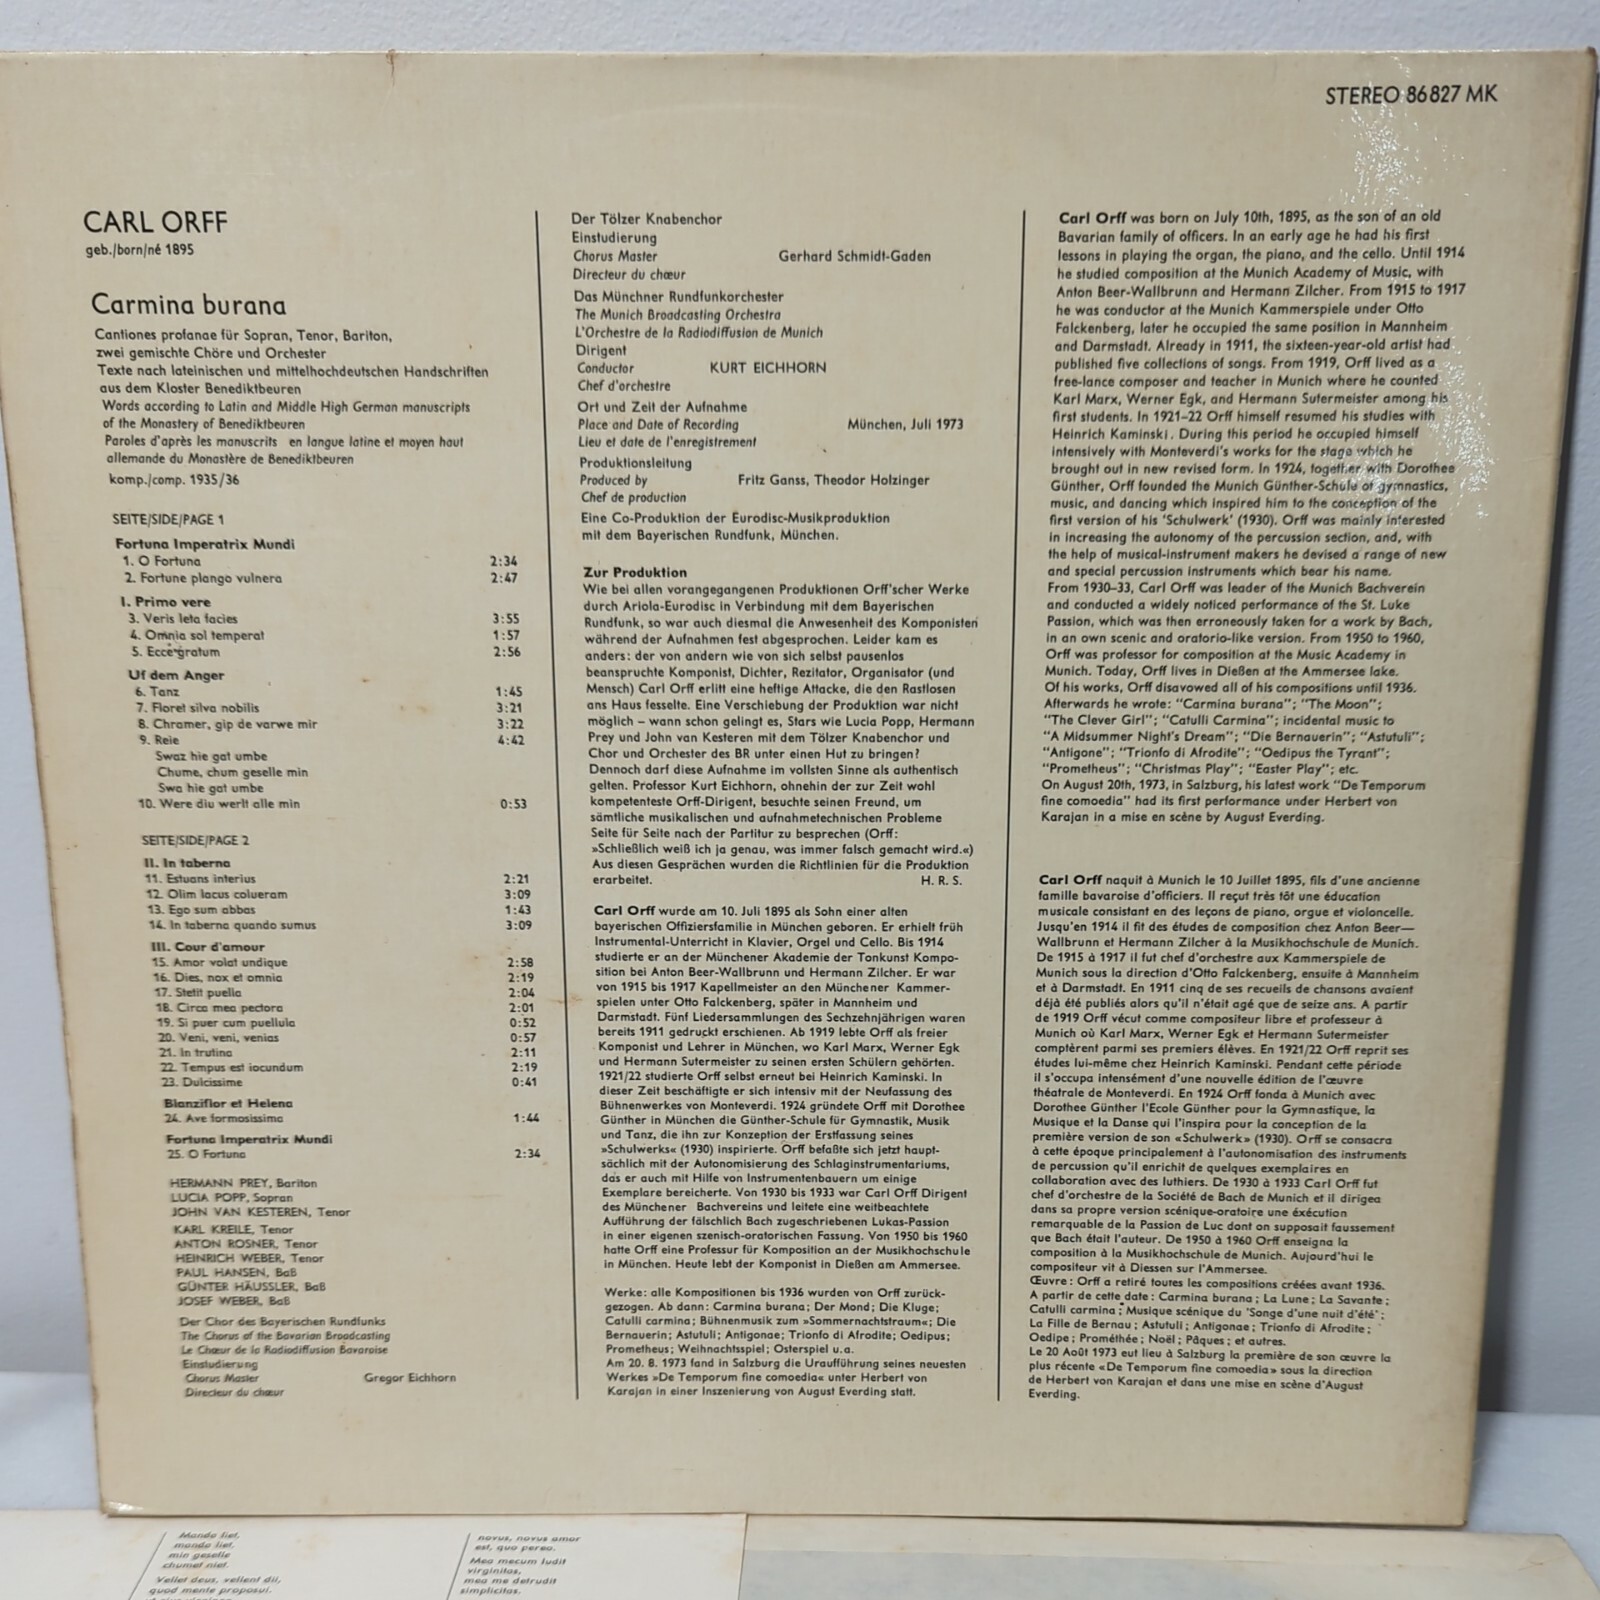 STEREO 86827 MK
CARL ORFF
geb./born/né 1895
Carmina burana
Cantiones profanae für Sopran, Tenor, Bariton,
zwei gemischte Chöre und Orchester
Texte nach lateinischen und mittelhochdeutschen Handschriften
aus dem Kloster Benediktbeuren
Words according to Latin and Middle High German manuscripts
of the Monastery of Benediktbeuren
Paroles d'après les manuscrits en langue latine et moyen haut
allemande du Monastère de Benediktbeuren
komp./comp. 1935/36
SEITE/SIDE/PAGE 1
Fortuna Imperatrix Mundi
1. O Fortuna 2:34
2. Fortune plango vulnera 2:47
I. Primo vere
3. Veris leta facies 3:55
4. Omnia sol temperat 1:57
5. Ecce gratum 2:56
Uf dem Anger
6. Tanz 1:45
7. Floret silva nobilis 3:21
8. Chramer, gip de varwe mir 3:22
9. Reie 4:42
Swaz hie gat umbe
Chume, chum geselle min
Swa hie gat umbe
10. Were diu werlt alle min 0:53
SEITE/SIDE/PAGE 2
II. In taberna
11. Estuans interius 2:21
12. Olim lacus colueram 3:09
13. Ego sum abbas 1:43
14. In taberna quando sumus 3:09
III. Cour d'amour
15. Amor volat undique 2:58
16. Dies, nox et omnia 2:19
17. Stetit puella 2:04
18. Circa mea pectora 2:01
19. Si puer cum puellula 0:52
20. Veni, veni, venias 0:57
21. In trutina 2:11
22. Tempus est iocundum 2:19
23. Dulcissime 0:41
Blanziflor et Helena
24. Ave formosissima 1:44
Fortuna Imperatrix Mundi
25. O Fortuna 2:34
HERMANN PREY, Bariton
LUCIA POPP, Sopran
JOHN VAN KESTEREN, Tenor
KARL KREILE, Tenor
ANTON ROSNER, Tenor
HEINRICH WEBER, Tenor
PAUL HANSEN, Baß
GÜNTER HÄUSSLER, Baß
JOSEF WEBER, Baß
Der Chor des Bayerischen Rundfunks
The Chorus of the Bavarian Broadcasting
Le Chœur de la Radiodiffusion Bavaroise
Einstudierung
Chorus Master Gregor Eichhorn
Directeur du chœur
Der Tölzer Knabenchor
Einstudierung
Chorus Master Gerhard Schmidt-Gaden
Directeur du chœur
Das Münchner Rundfunkorchester
The Munich Broadcasting Orchestra
L'Orchestre de la Radiodiffusion de Munich
Dirigent
Conductor KURT EICHHORN
Chef d'orchestre
Ort und Zeit der Aufnahme
Place and Date of Recording München, Juli 1973
Lieu et date de l'enregistrement
Produktionsleitung
Produced by Fritz Ganss, Theodor Holzinger
Chef de production
Eine Co-Produktion der Eurodisc-Musikproduktion
mit dem Bayerischen Rundfunk, München.
Zur Produktion
Wie bei allen vorangegangenen Produktionen Orff'scher Werke
durch Ariola-Eurodisc in Verbindung mit dem Bayerischen
Rundfunk, so war auch diesmal die Anwesenheit des Komponisten
während der Aufnahmen fest abgesprochen. Leider kam es
anders: der von andern wie von sich selbst pausenlos
beanspruchte Komponist, Dichter, Rezitator, Organisator (und
Mensch) Carl Orff erlitt eine heftige Attacke, die den Rastlosen
ans Haus fesselte. Eine Verschiebung der Produktion war nicht
möglich – wann schon gelingt es, Stars wie Lucia Popp, Hermann
Prey und John van Kesteren mit dem Tölzer Knabenchor und
Chor und Orchester des BR unter einen Hut zu bringen?
Dennoch darf diese Aufnahme im vollsten Sinne als authentisch
gelten. Professor Kurt Eichhorn, ohnehin der zur Zeit wohl
kompetenteste Orff-Dirigent, besuchte seinen Freund, um
sämtliche musikalischen und aufnahmetechnischen Probleme
Seite für Seite nach der Partitur zu besprechen (Orff:
»Schließlich weiß ich ja genau, was immer falsch gemacht wird.«)
Aus diesen Gesprächen wurden die Richtlinien für die Produktion
erarbeitet. H. R. S.
Carl Orff wurde am 10. Juli 1895 als Sohn einer alten
bayerischen Offiziersfamilie in München geboren. Er erhielt früh
Instrumental-Unterricht in Klavier, Orgel und Cello. Bis 1914
studierte er an der Münchener Akademie der Tonkunst Kompo-
sition bei Anton Beer-Wallbrunn und Hermann Zilcher. Er war
von 1915 bis 1917 Kapellmeister an den Münchener Kammer-
spielen unter Otto Falckenberg, später in Mannheim und
Darmstadt. Fünf Liedersammlungen des Sechzehnjährigen waren
bereits 1911 gedruckt erschienen. Ab 1919 lebte Orff als freier
Komponist und Lehrer in München, wo Karl Marx, Werner Egk
und Hermann Sutermeister zu seinen ersten Schülern gehörten.
1921/22 studierte Orff selbst erneut bei Heinrich Kaminski. In
dieser Zeit beschäftigte er sich intensiv mit der Neufassung des
Bühnenwerkes von Monteverdi. 1924 gründete Orff mit Dorothee
Günther in München die Günther-Schule für Gymnastik, Musik
und Tanz, die ihn zur Konzeption der Erstfassung seines
»Schulwerks« (1930) inspirierte. Orff befaßte sich jetzt haupt-
sächlich mit der Autonomisierung des Schlaginstrumentariums,
das er auch mit Hilfe von Instrumentenbauern um einige
Exemplare bereicherte. Von 1930 bis 1933 war Carl Orff Dirigent
des Münchener Bachvereins und leitete eine weitbeachtete
Aufführung der fälschlich Bach zugeschriebenen Lukas-Passion
in einer eigenen szenisch-oratorischen Fassung. Von 1950 bis 1960
hatte Orff eine Professur für Komposition an der Musikhochschule
in München. Heute lebt der Komponist in Dießen am Ammersee.
Werke: alle Kompositionen bis 1936 wurden von Orff zurück-
gezogen. Ab dann: Carmina burana; Der Mond; Die Kluge;
Catulli carmina; Bühnenmusik zum »Sommernachtstraum«; Die
Bernauerin; Astutuli; Antigonae; Trionfo di Afrodite; Oedipus;
Prometheus; Weihnachtsspiel; Osterspiel u.a.
Am 20. 8. 1973 fand in Salzburg die Uraufführung seines neuesten
Werkes »De Temporum fine comoedia« unter Herbert von
Karajan in einer Inszenierung von August Everding statt.
Carl Orff was born on July 10th, 1895, as the son of an old
Bavarian family of officers. In an early age he had his first
lessons in playing the organ, the piano, and the cello. Until 1914
he studied composition at the Munich Academy of Music, with
Anton Beer-Wallbrunn and Hermann Zilcher. From 1915 to 1917
he was conductor at the Munich Kammerspiele under Otto
Falckenberg, later he occupied the same position in Mannheim
and Darmstadt. Already in 1911, the sixteen-year-old artist had
published five collections of songs. From 1919, Orff lived as a
free-lance composer and teacher in Munich where he counted
Karl Marx, Werner Egk, and Hermann Sutermeister among his
first students. In 1921–22 Orff himself resumed his studies with
Heinrich Kaminski. During this period he occupied himself
intensively with Monteverdi's works for the stage which he
brought out in new revised form. In 1924, together with Dorothee
Günther, Orff founded the Munich Günther-Schule of gymnastics,
music, and dancing which inspired him to the conception of the
first version of his 'Schulwerk' (1930). Orff was mainly interested
in increasing the autonomy of the percussion section, and, with
the help of musical-instrument makers he devised a range of new
and special percussion instruments which bear his name.
From 1930–33, Carl Orff was leader of the Munich Bachverein
and conducted a widely noticed performance of the St. Luke
Passion, which was then erroneously taken for a work by Bach,
in an own scenic and oratorio-like version. From 1950 to 1960,
Orff was professor for composition at the Music Academy in
Munich. Today, Orff lives in Dießen at the Ammersee lake.
Of his works, Orff disavowed all of his compositions until 1936.
Afterwards he wrote: "Carmina burana"; "The Moon";
"The Clever Girl"; "Catulli Carmina"; incidental music to
"A Midsummer Night's Dream"; "Die Bernauerin"; "Astutuli";
"Antigone"; "Trionfo di Afrodite"; "Oedipus the Tyrant";
"Prometheus"; "Christmas Play"; "Easter Play"; etc.
On August 20th, 1973, in Salzburg, his latest work "De Temporum
fine comoedia" had its first performance under Herbert von
Karajan in a mise en scène by August Everding.
Carl Orff naquit à Munich le 10 Juillet 1895, fils d'une ancienne
famille bavaroise d'officiers. Il reçut très tôt une éducation
musicale consistant en des leçons de piano, orgue et violoncelle.
Jusqu'en 1914 il fit des études de composition chez Anton Beer—
Wallbrunn et Hermann Zilcher à la Musikhochschule de Munich.
De 1915 à 1917 il fut chef d'orchestre aux Kammerspiele de
Munich sous la direction d'Otto Falckenberg, ensuite à Mannheim
et à Darmstadt. En 1911 cinq de ses recueils de chansons avaient
déjà été publiés alors qu'il n'était agé que de seize ans. A partir
de 1919 Orff vécut comme compositeur libre et professeur à
Munich où Karl Marx, Werner Egk et Hermann Sutermeister
comptèrent parmi ses premiers élèves. En 1921/22 Orff reprit ses
études lui-même chez Heinrich Kaminski. Pendant cette période
il s'occupa intensément d'une nouvelle édition de l'œuvre
théatrale de Monteverdi. En 1924 Orff fonda à Munich avec
Dorothee Günther l'Ecole Günther pour la Gymnastique, la
Musique et la Danse qui l'inspira pour la conception de la
première version de son «Schulwerk» (1930). Orff se consacra
à cette époque principalement à l'autonomisation des instruments
de percussion qu'il enrichit de quelques exemplaires en
collaboration avec des luthiers. De 1930 à 1933 Carl Orff fut
chef d'orchestre de la Société de Bach de Munich et il dirigea
dans sa propre version scénique-oratoire une éxécution
remarquable de la Passion de Luc dont on supposait faussement
que Bach était l'auteur. De 1950 à 1960 Orff enseigna la
composition à la Musikhochschule de Munich. Aujourd'hui le
compositeur vit à Diessen sur l'Ammersee.
Œuvre: Orff a retiré toutes les compositions créées avant 1936.
A partir de cette date: Carmina burana; La Lune; La Savante;
Catulli carmina; Musique scénique du 'Songe d'une nuit d'été';
La Fille de Bernau; Astutuli; Antigonae; Trionfo di Afrodite;
Oedipe; Prométhée; Noël; Pâques; et autres.
Le 20 Août 1973 eut lieu à Salzburg la première de son œuvre la
plus récente «De Temporum fine comoedia» sous la direction
de Herbert von Karajan et dans une mise en scène d'August
Everding.
Mando liet,
mando liet,
min geselle
chumet niet.
Vellet deus, vellent dii,
quod mente proposui.
novus, novus amor
est, quo pereo.
Mea mecum ludit
virginitas,
mea me detrudit
simplicitas.